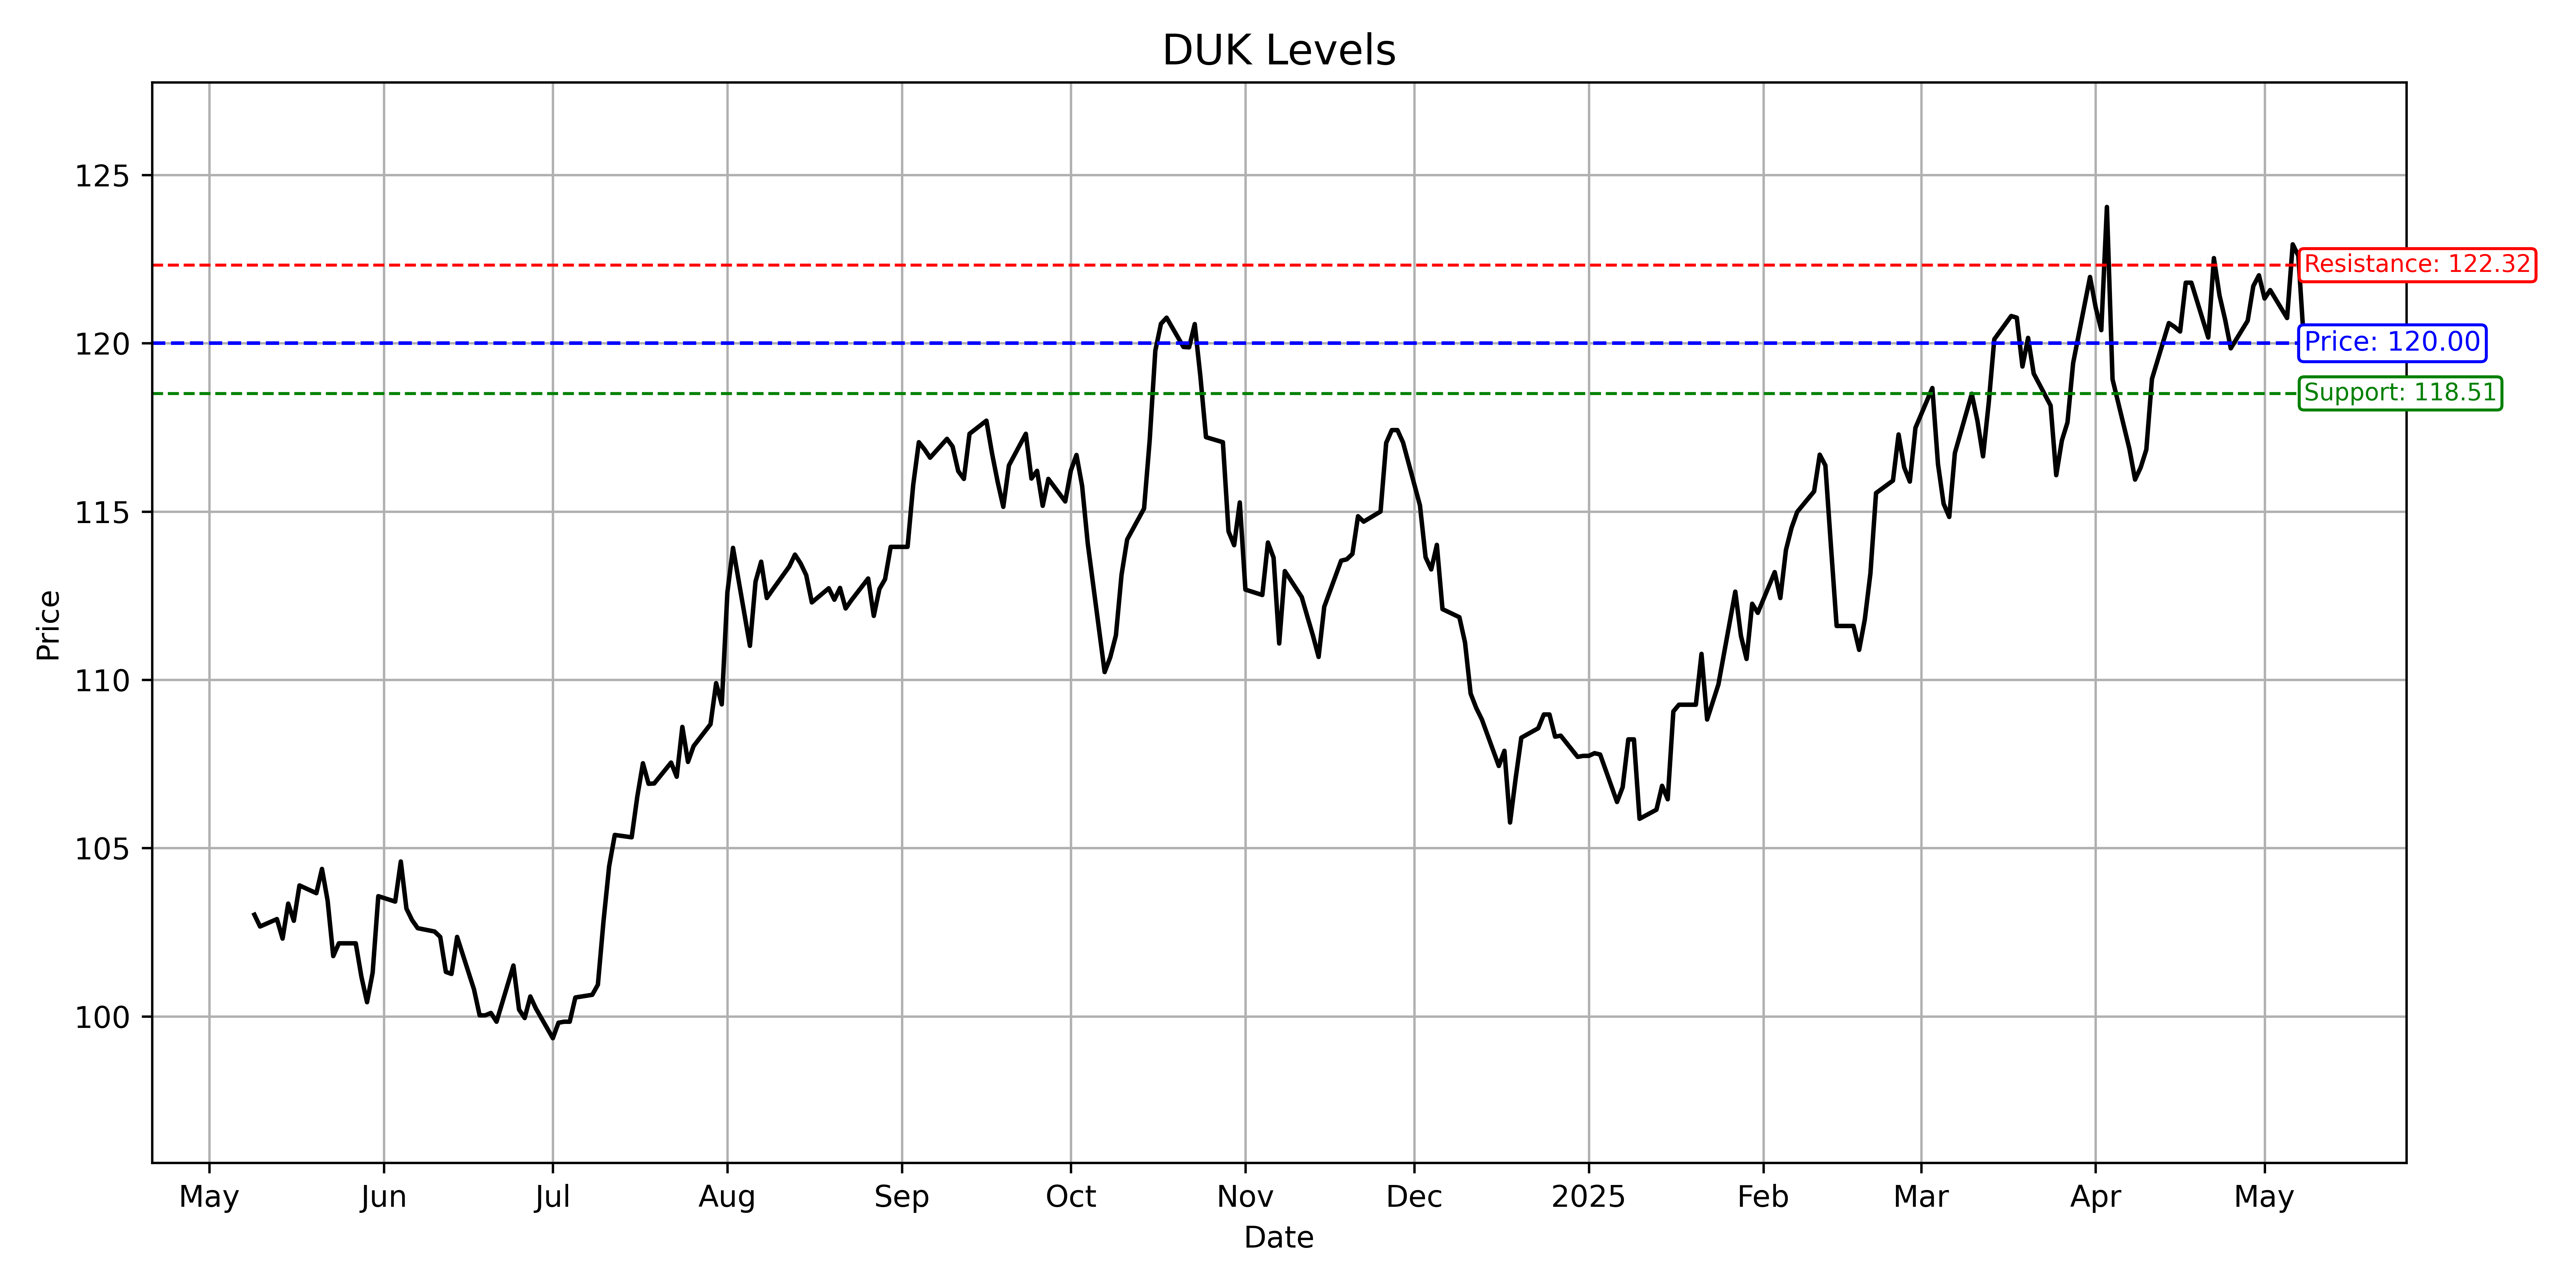 DUK Levels
125
120
115
110
105
100
Price
Resistance: 122.32
Price: 120.00
Support: 118.51
May Jun Jul Aug Sep Oct Nov Dec 2025 Feb Mar Apr May
Date